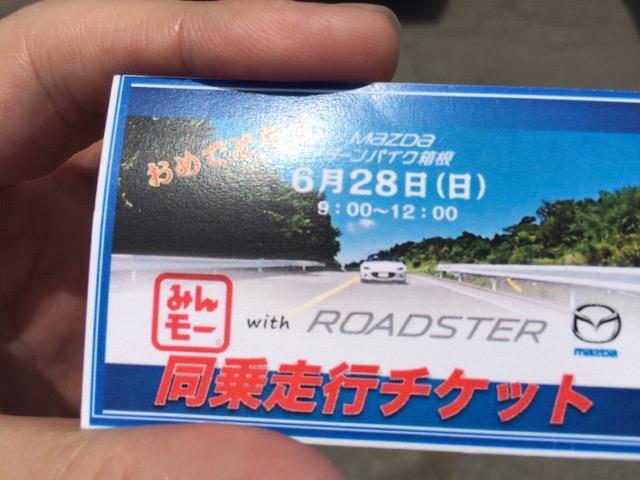 おめでとう
MAZDA
ターンパイク箱根
6月28日(日)
9:00〜12:00
みん
モー
with ROADSTER
mazda
同乗走行チケット